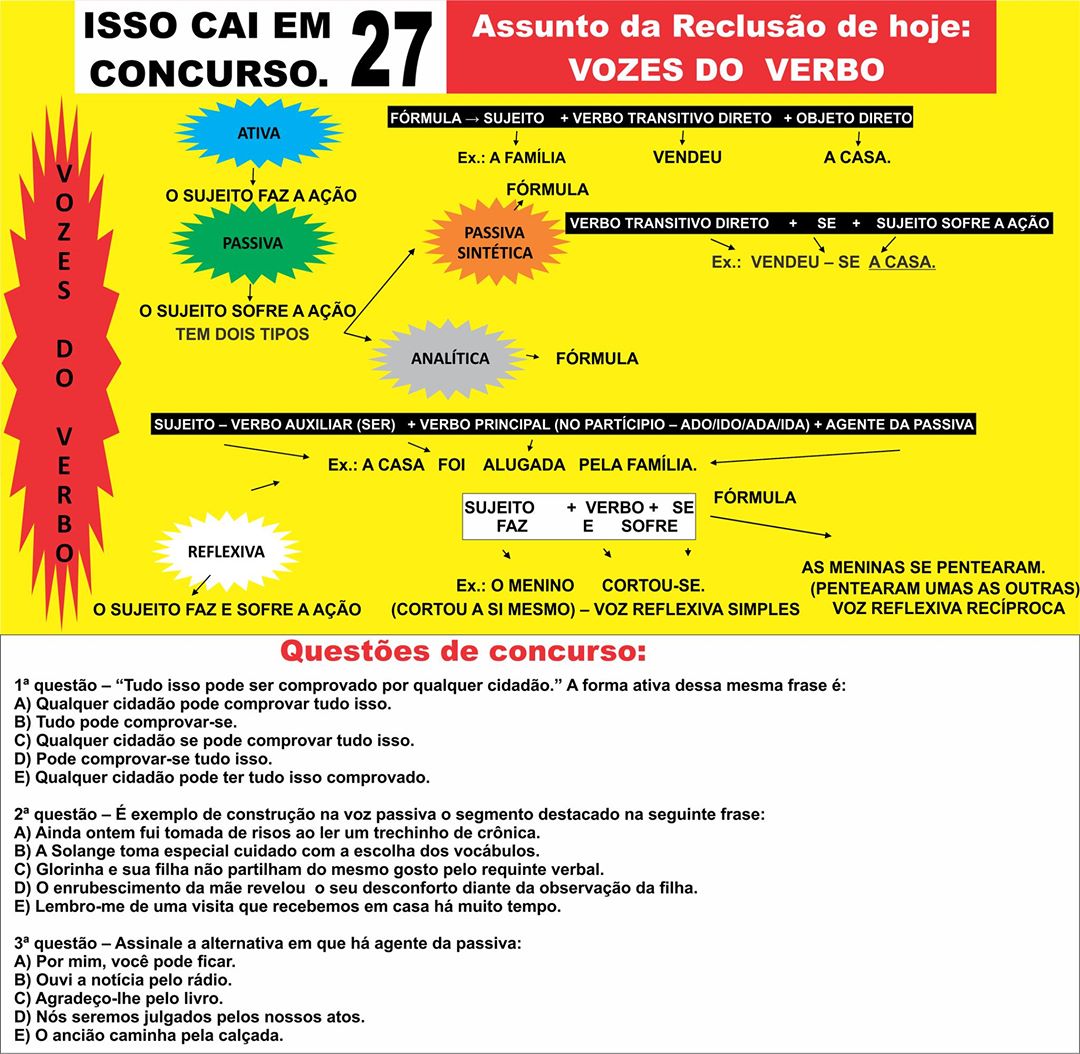 ISSO CAI EM
CONCURSO.
27
Assunto da Reclusão de hoje:
VOZES DO VERBO
VOZES DO VERBO
ATIVA
FÓRMULA → SUJEITO + VERBO TRANSITIVO DIRETO + OBJETO DIRETO
Ex.: A FAMÍLIA VENDEU A CASA.
O SUJEITO FAZ A AÇÃO
FÓRMULA
PASSIVA
PASSIVA
SINTÉTICA
VERBO TRANSITIVO DIRETO + SE + SUJEITO SOFRE A AÇÃO
Ex.: VENDEU – SE A CASA.
O SUJEITO SOFRE A AÇÃO
TEM DOIS TIPOS
ANALÍTICA
FÓRMULA
SUJEITO – VERBO AUXILIAR (SER) + VERBO PRINCIPAL (NO PARTÍCIPIO – ADO/IDO/ADA/IDA) + AGENTE DA PASSIVA
Ex.: A CASA FOI ALUGADA PELA FAMÍLIA.
SUJEITO + VERBO + SE
FAZ E SOFRE
FÓRMULA
REFLEXIVA
O SUJEITO FAZ E SOFRE A AÇÃO
Ex.: O MENINO CORTOU-SE.
(CORTOU A SI MESMO) – VOZ REFLEXIVA SIMPLES
AS MENINAS SE PENTEARAM.
(PENTEARAM UMAS AS OUTRAS)
VOZ REFLEXIVA RECÍPROCA
Questões de concurso:
1ª questão – “Tudo isso pode ser comprovado por qualquer cidadão.” A forma ativa dessa mesma frase é:
A) Qualquer cidadão pode comprovar tudo isso.
B) Tudo pode comprovar-se.
C) Qualquer cidadão se pode comprovar tudo isso.
D) Pode comprovar-se tudo isso.
E) Qualquer cidadão pode ter tudo isso comprovado.
2ª questão – É exemplo de construção na voz passiva o segmento destacado na seguinte frase:
A) Ainda ontem fui tomada de risos ao ler um trechinho de crônica.
B) A Solange toma especial cuidado com a escolha dos vocábulos.
C) Glorinha e sua filha não partilham do mesmo gosto pelo requinte verbal.
D) O enrubescimento da mãe revelou o seu desconforto diante da observação da filha.
E) Lembro-me de uma visita que recebemos em casa há muito tempo.
3ª questão – Assinale a alternativa em que há agente da passiva:
A) Por mim, você pode ficar.
B) Ouvi a notícia pelo rádio.
C) Agradeço-lhe pelo livro.
D) Nós seremos julgados pelos nossos atos.
E) O ancião caminha pela calçada.